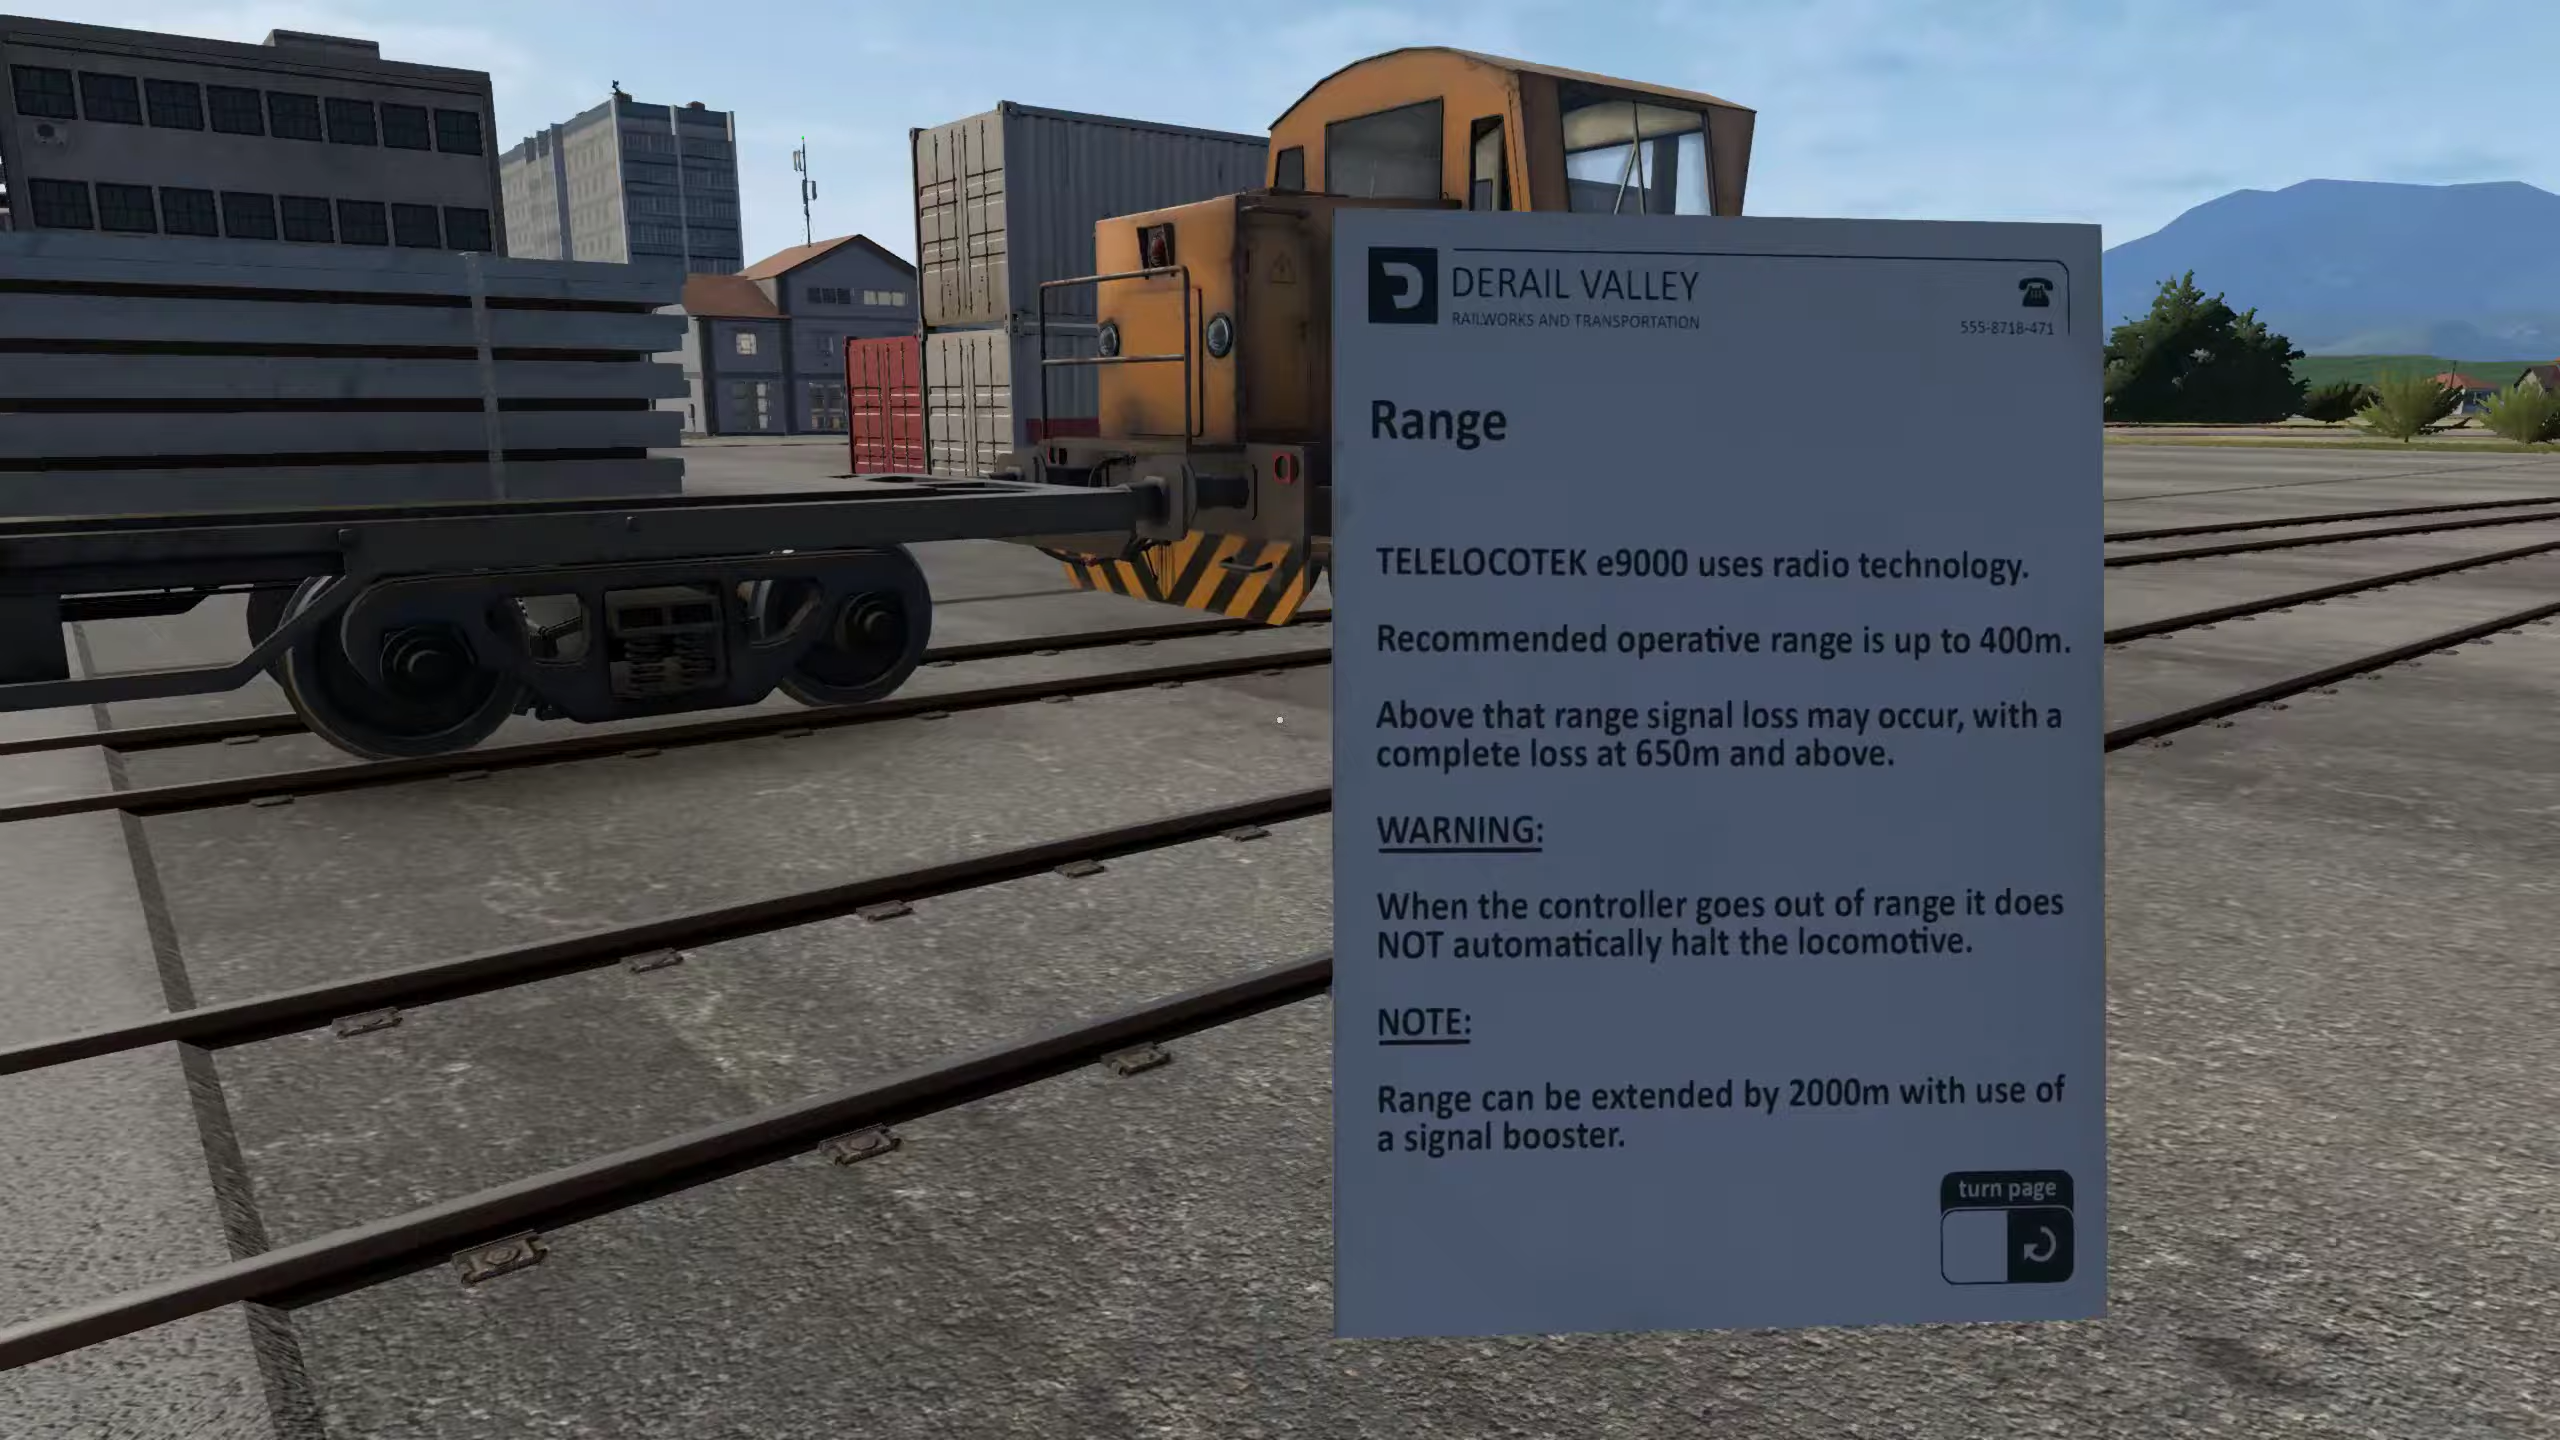 DERAIL VALLEY
RAILWORKS AND TRANSPORTATION
555-8718-471
Range
TELELOCOTEK e9000 uses radio technology.
Recommended operative range is up to 400m.
Above that range signal loss may occur, with a
complete loss at 650m and above.
WARNING:
When the controller goes out of range it does
NOT automatically halt the locomotive.
NOTE:
Range can be extended by 2000m with use of
a signal booster.
turn page